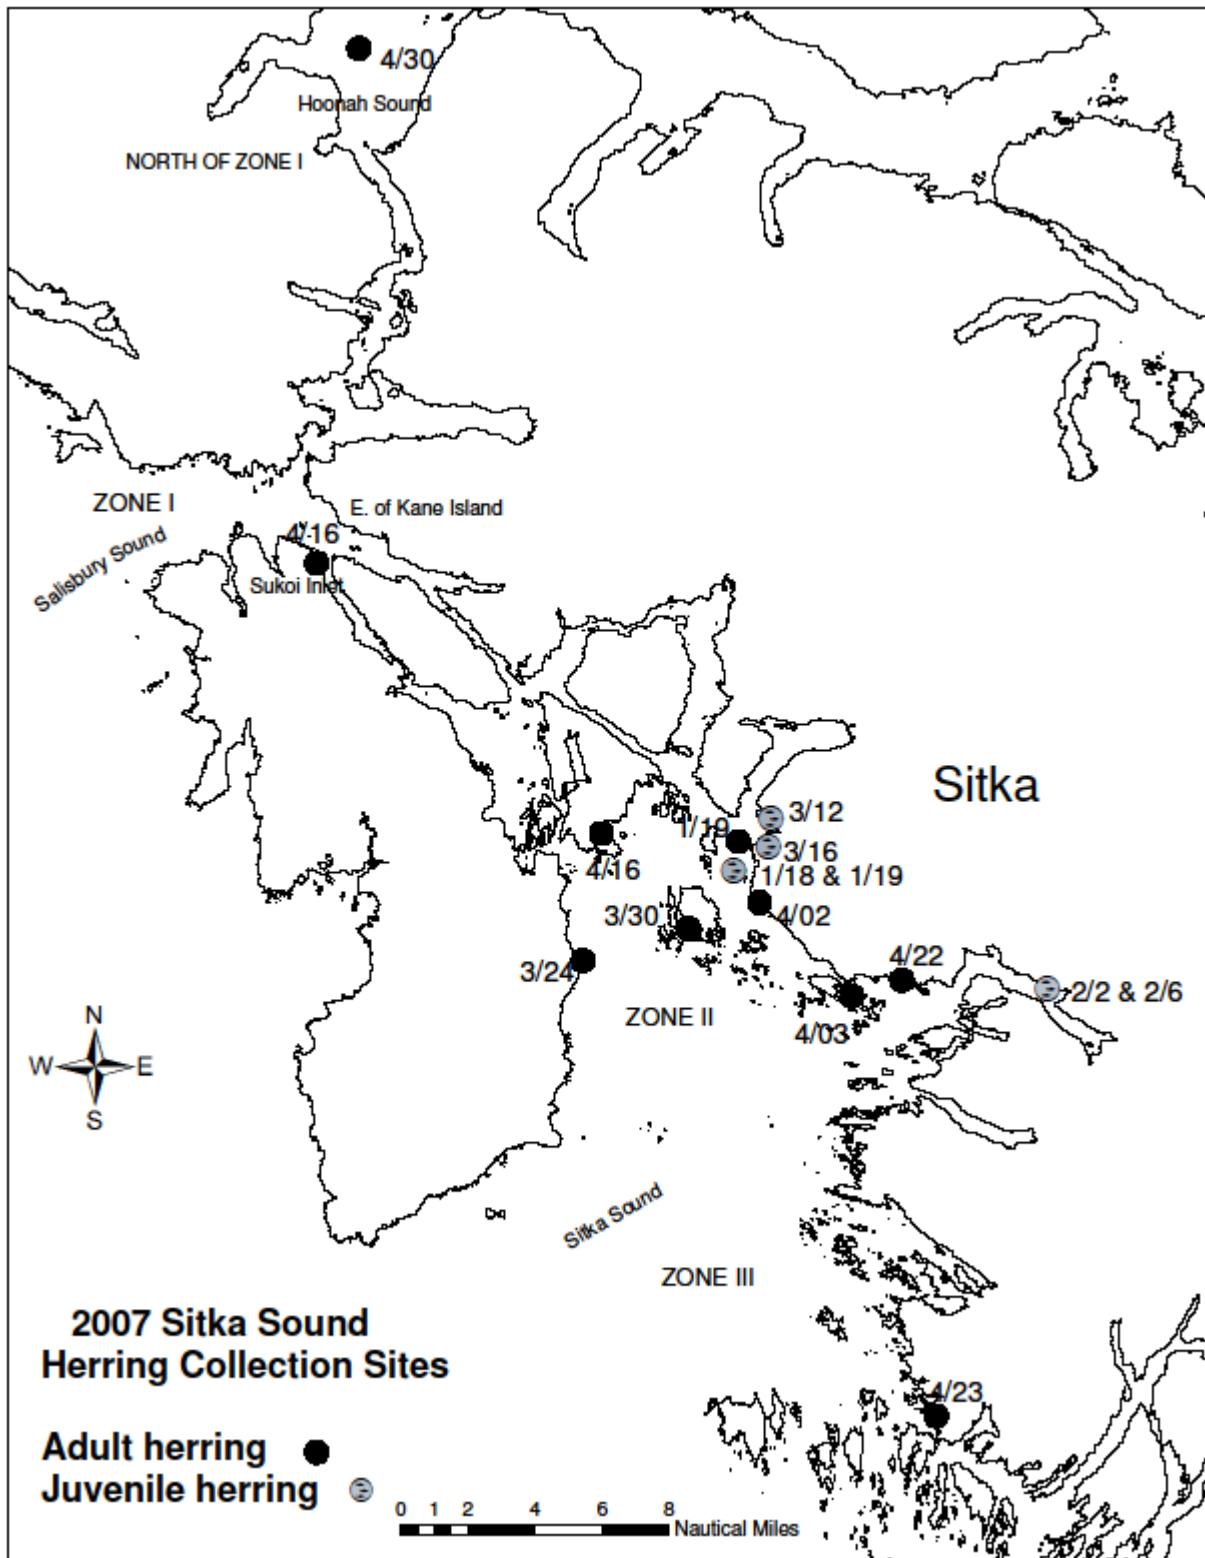 4/30
Hoonah Sound
NORTH OF ZONE I
ZONE I
E. of Kane Island
4/16
Salisbury Sound
Sukoi Inlet
Sitka
3/12
1/19
3/16
4/16
1/18 & 1/19
3/30
4/02
4/22
3/24
2/2 & 2/6
ZONE II
4/03
N
W E
S
Sitka Sound
ZONE III
2007 Sitka Sound
Herring Collection Sites
4/23
Adult herring
Juvenile herring
0 1 2 4 6 8
Nautical Miles